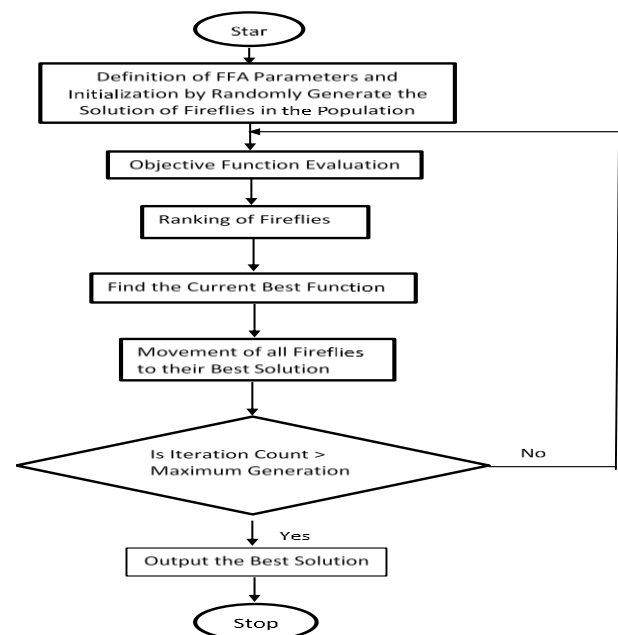 Star
Definition of FFA Parameters and
Initialization by Randomly Generate the
Solution of Fireflies in the Population
Objective Function Evaluation
Ranking of Fireflies
Find the Current Best Function
Movement of all Fireflies
to their Best Solution
Is Iteration Count >
Maximum Generation
No
Yes
Output the Best Solution
Stop